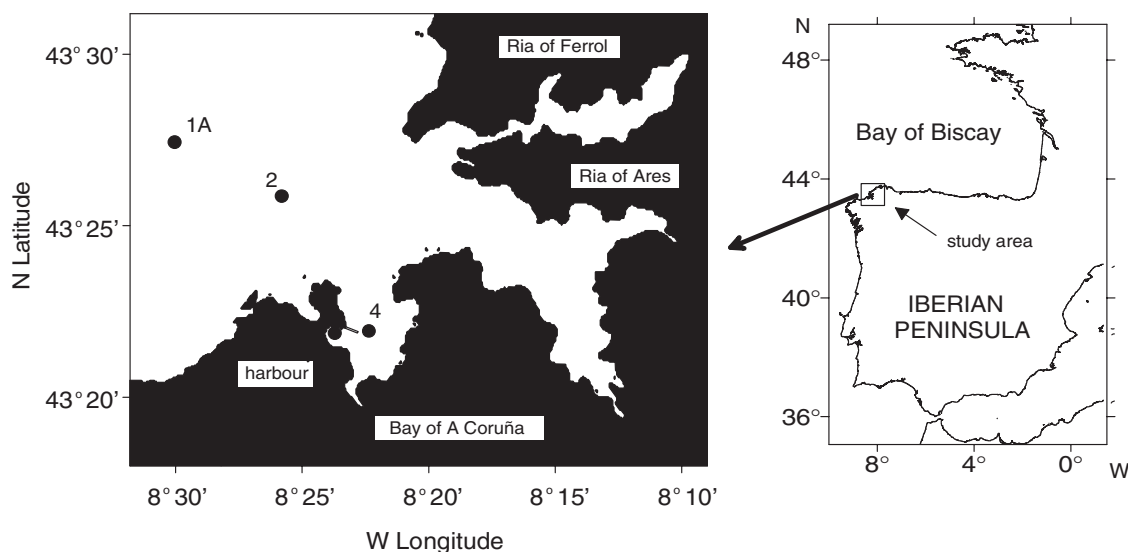 43°30’
43°25’
43°20’
N Latitude
8°30’
8°25’
8°20’
8°15’
8°10’
W Longitude
1A
2
4
Ria of Ferrol
Ria of Ares
harbour
Bay of A Coruña
N
48°
44°
40°
36°
8°
4°
0°
W
Bay of Biscay
study area
IBERIAN
PENINSULA